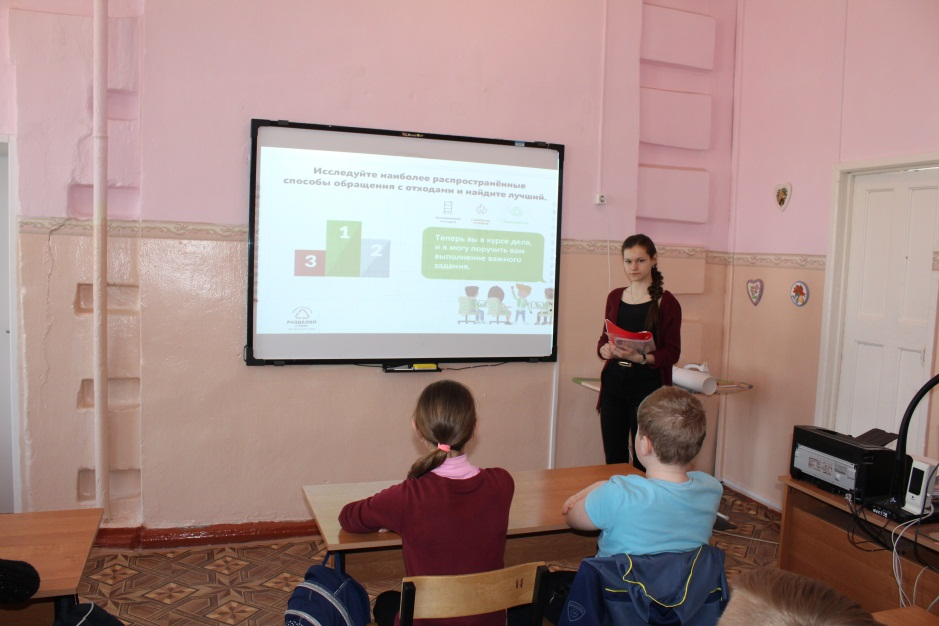 Исследуйте наиболее распространённые
способы обращения с отходами и найдите лучший.
3
1
2
Теперь вы в курсе дела,
и я могу поручить вам
выполнение важного
задания.
РАЗДЕЛЯЙ